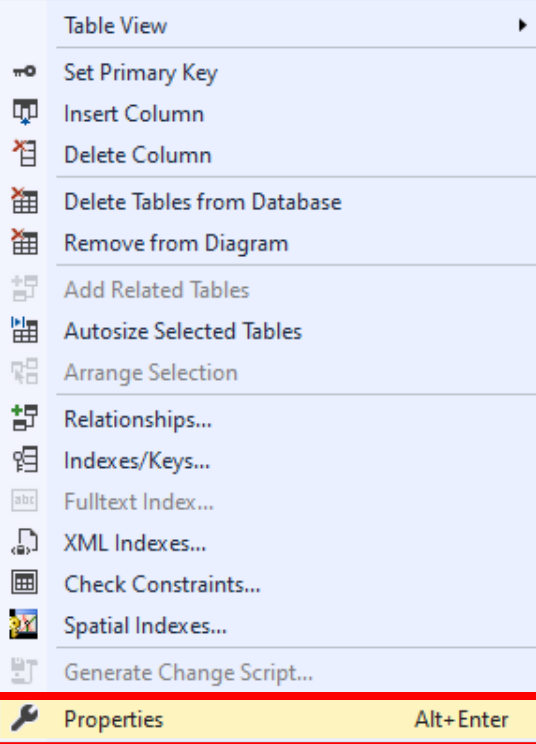 Table View
Set Primary Key
Insert Column
Delete Column
Delete Tables from Database
Remove from Diagram
Add Related Tables
Autosize Selected Tables
Arrange Selection
Relationships...
Indexes/Keys...
abc Fulltext Index...
XML Indexes...
Check Constraints...
Spatial Indexes...
Generate Change Script...
Properties Alt+Enter